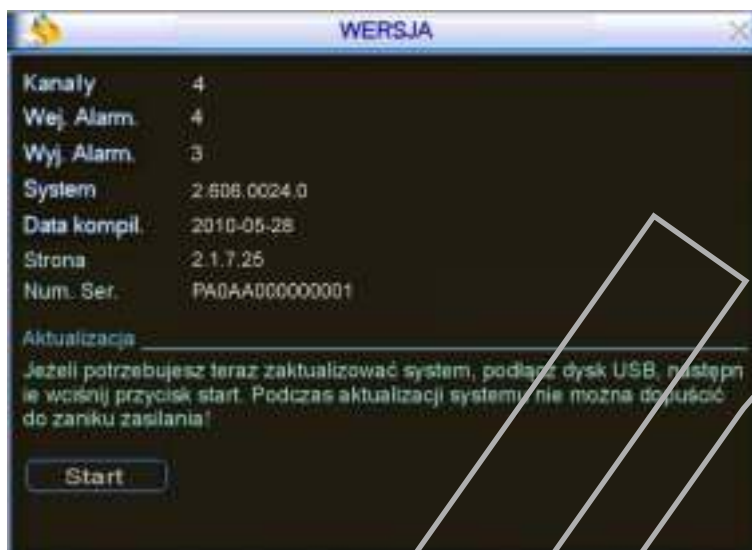 WERSJA
Kanały 4
Wej. Alarm. 4
Wyj. Alarm. 3
System 2.608.0024.0
Data kompil. 2010-05-28
Strona 2.1.7.25
Num. Ser. PA0AA000000001
Aktualizacja
Jeżeli potrzebujesz teraz zaktualizować system, podłącz dysk USB, następn
ie wciśnij przycisk start. Podczas aktualizacji systemu nie można dopuścić
do zaniku zasilania!
Start